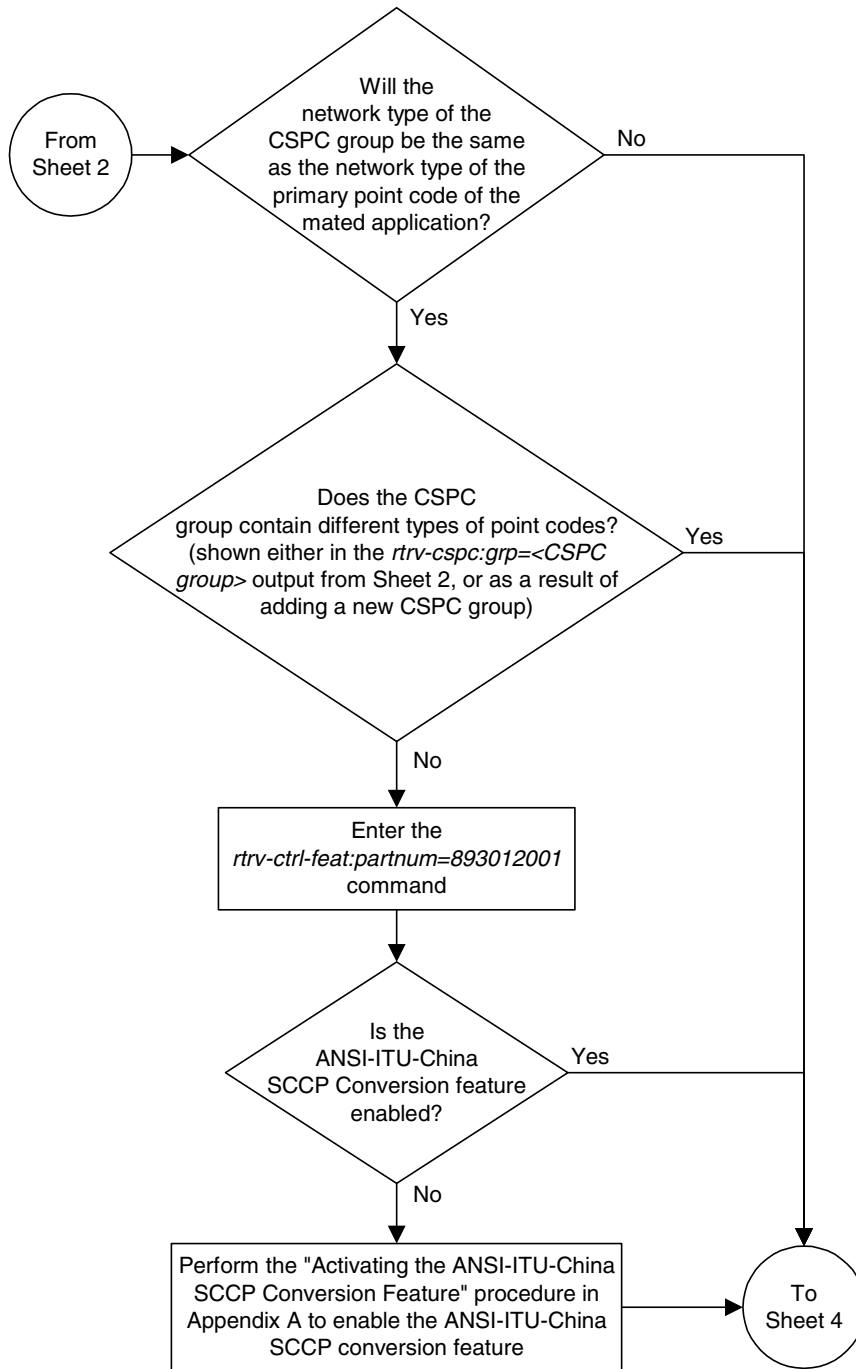 From
Sheet 2
Will the
network type of the
CSPC group be the same
as the network type of the
primary point code of the
mated application?
No
Yes
Does the CSPC
group contain different types of point codes?
(shown either in the rtrv-cspc:grp=<CSPC
group> output from Sheet 2, or as a result of
adding a new CSPC group)
Yes
No
Enter the
rtrv-ctrl-feat:partnum=893012001
command
Is the
ANSI-ITU-China
SCCP Conversion feature
enabled?
Yes
No
Perform the "Activating the ANSI-ITU-China
SCCP Conversion Feature" procedure in
Appendix A to enable the ANSI-ITU-China
SCCP conversion feature
To
Sheet 4